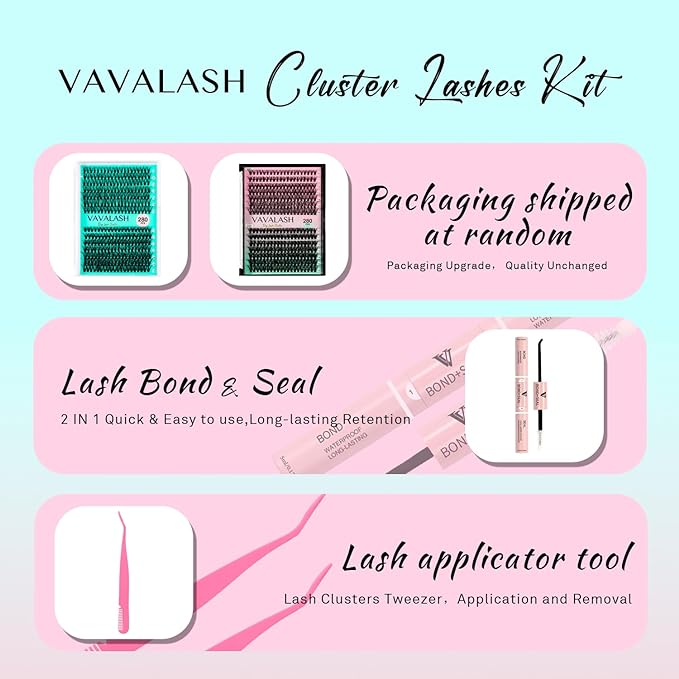 VAVALASH Cluster Lashes Kit
VAVALASH
280
VAVALASH
280
Packaging shipped
at random
Packaging Upgrade, Quality Unchanged
Lash Bond & Seal
2 IN 1 Quick & Easy to use,Long-lasting Retention
BOND
WATERPROOF
LONG-LASTING
V
BOND+S
V
BOND+
WATER
Lash applicator tool
Lash Clusters Tweezer, Application and Removal